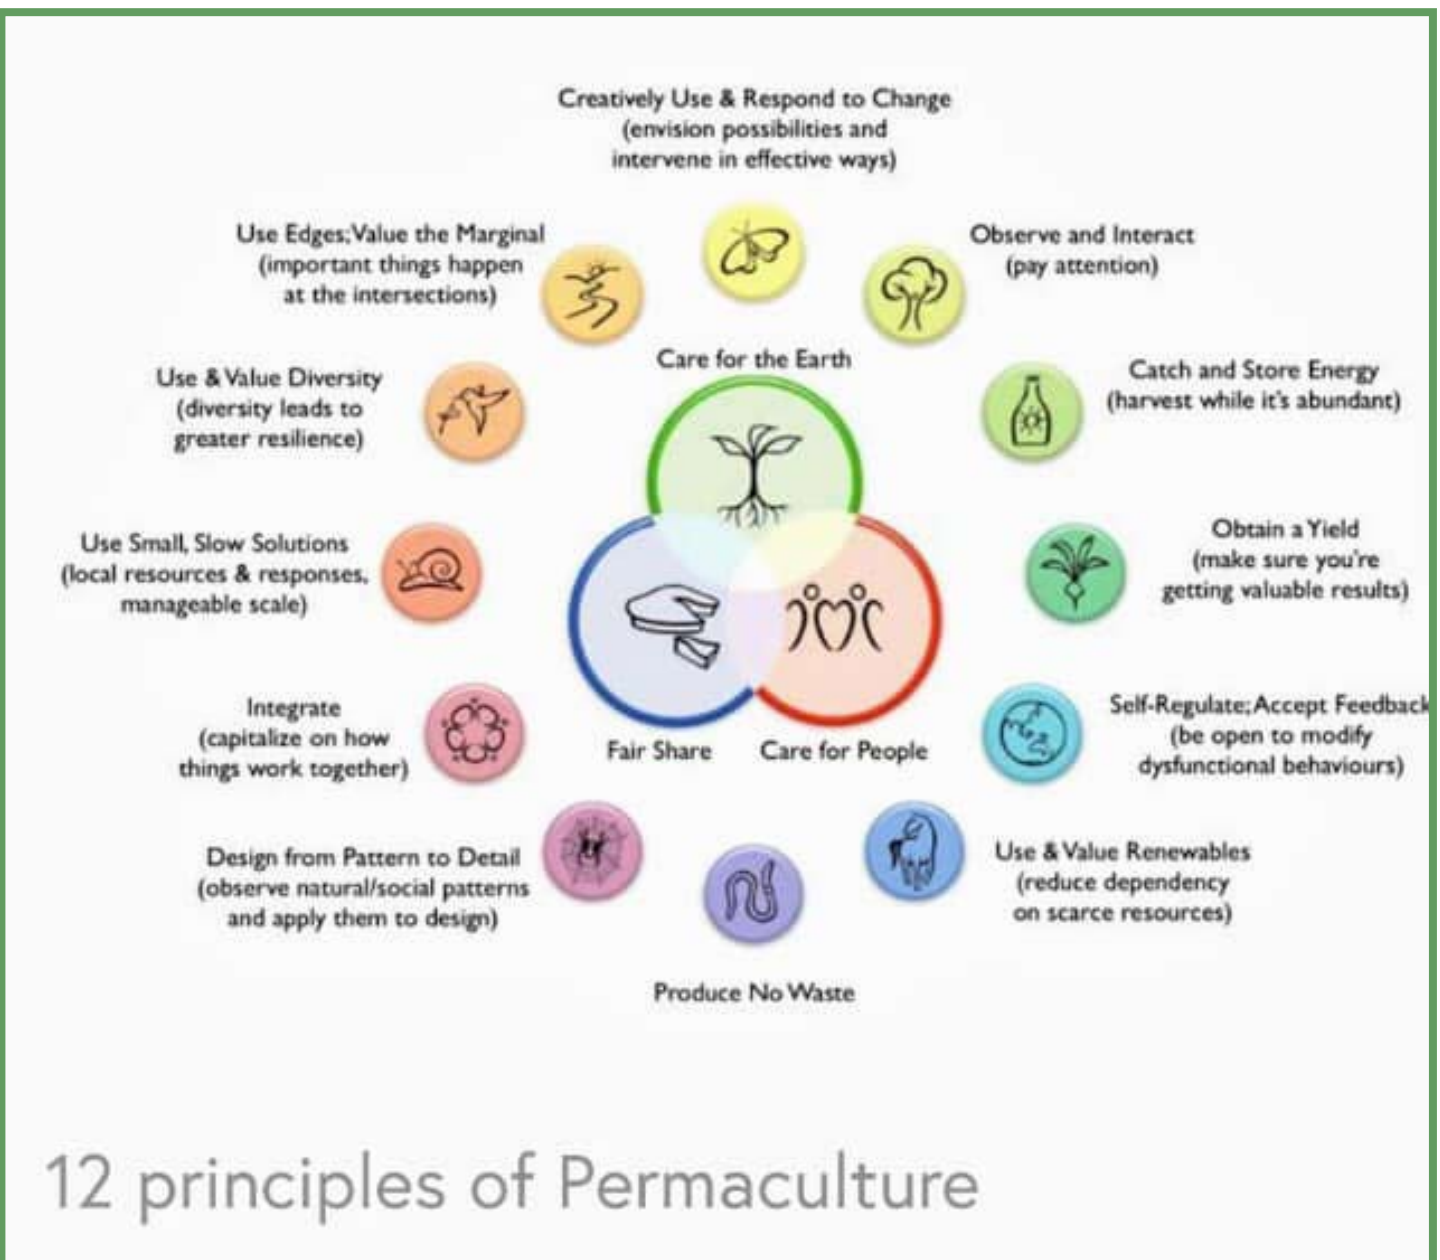 Creatively Use & Respond to Change
(envision possibilities and
intervene in effective ways)
Observe and Interact
(pay attention)
Catch and Store Energy
(harvest while it's abundant)
Obtain a Yield
(make sure you're
getting valuable results)
Self-Regulate; Accept Feedback
(be open to modify
dysfunctional behaviours)
Use & Value Renewables
(reduce dependency
on scarce resources)
Produce No Waste
Design from Pattern to Detail
(observe natural/social patterns
and apply them to design)
Integrate
(capitalize on how
things work together)
Use Small, Slow Solutions
(local resources & responses,
manageable scale)
Use & Value Diversity
(diversity leads to
greater resilience)
Use Edges; Value the Marginal
(important things happen
at the intersections)
Care for the Earth
Fair Share
Care for People
12 principles of Permaculture